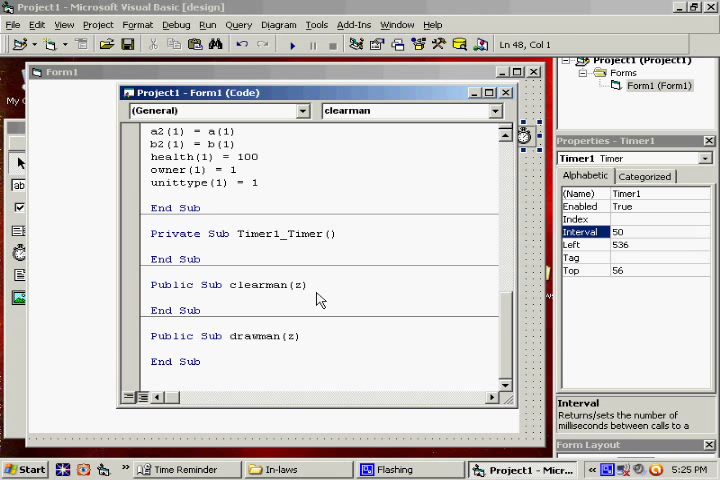 Project1 - Microsoft Visual Basic [design]
File Edit View Project Format Debug Run Query Diagram Tools Add-Ins Window Help
Ln 48, Col 1
Form1
Project1 (Project1)
Forms
Form1 (Form1)
Project1 - Form1 (Code)
(General) clearman
a2(1) = a(1)
b2(1) = b(1)
health(1) = 100
owner(1) = 1
unittype(1) = 1
End Sub
Private Sub Timer1_Timer()
End Sub
Public Sub clearman(z)
End Sub
Public Sub drawman(z)
End Sub
Properties - Timer1
Timer1 Timer
Alphabetic Categorized
(Name) Timer1
Enabled True
Index
Interval 50
Left 536
Tag
Top 56
Interval
Returns/sets the number of
milliseconds between calls to a
Form Layout
My C
ab
Start Time Reminder In-laws Flashing Project1 - Micr... 5:25 PM